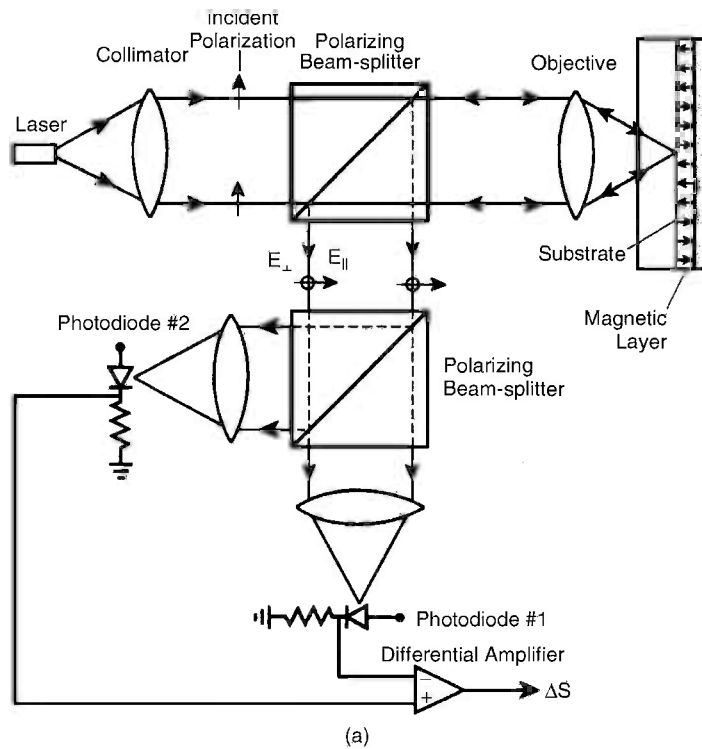 Incident
Polarization
Polarizing
Beam-splitter
Collimator
Objective
Laser
E⊥
E||
Substrate
Magnetic
Layer
Photodiode #2
Polarizing
Beam-splitter
Photodiode #1
Differential Amplifier
−
+
ΔS
(a)